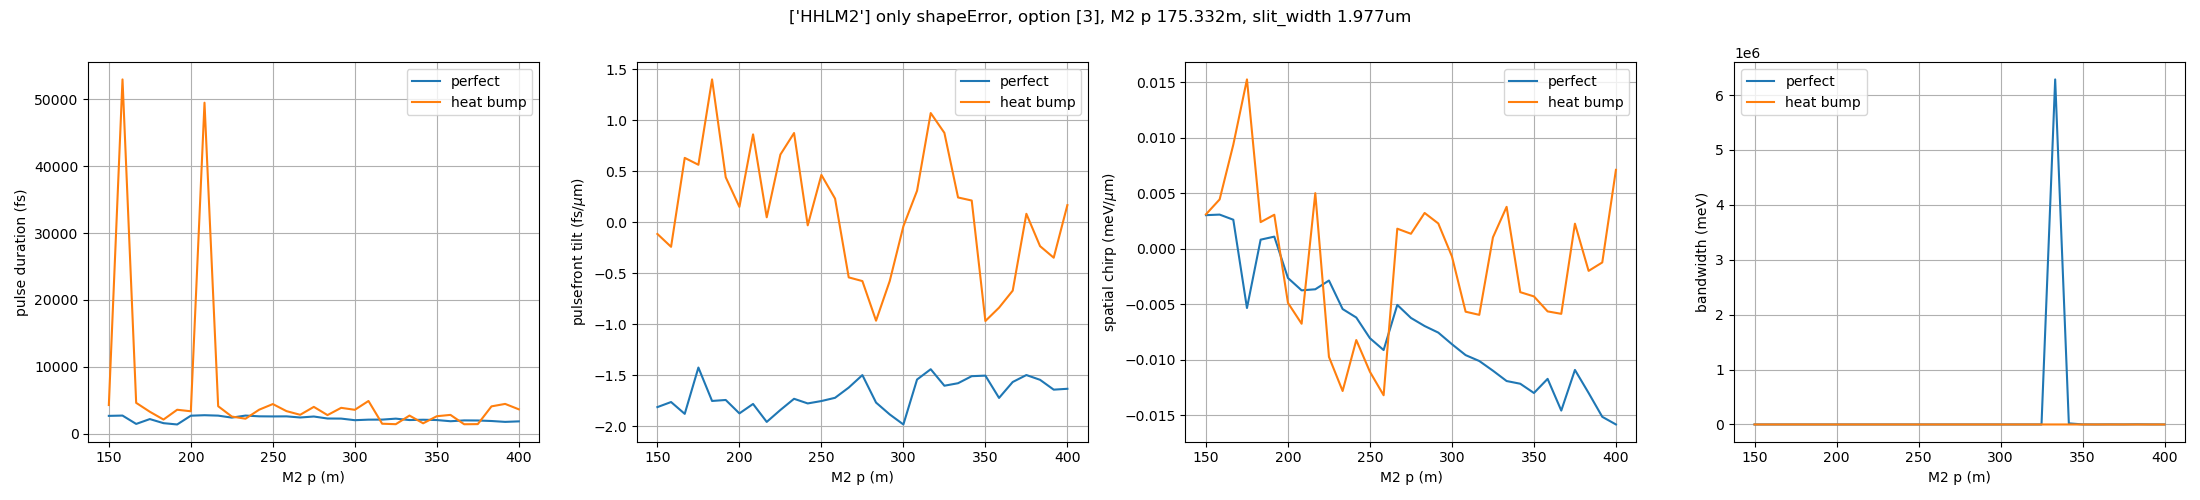 ['HHLM2'] only shapeError, option [3], M2 p 175.332m, slit_width 1.977um
pulse duration (fs)
50000
40000
30000
20000
10000
0
150 200 250 300 350 400
M2 p (m)
perfect
heat bump
pulsefront tilt (fs/μm)
1.5
1.0
0.5
0.0
−0.5
−1.0
−1.5
−2.0
150 200 250 300 350 400
M2 p (m)
perfect
heat bump
spatial chirp (meV/μm)
0.015
0.010
0.005
0.000
−0.005
−0.010
−0.015
150 200 250 300 350 400
M2 p (m)
perfect
heat bump
bandwidth (meV)
1e6
6
5
4
3
2
1
0
150 200 250 300 350 400
M2 p (m)
perfect
heat bump